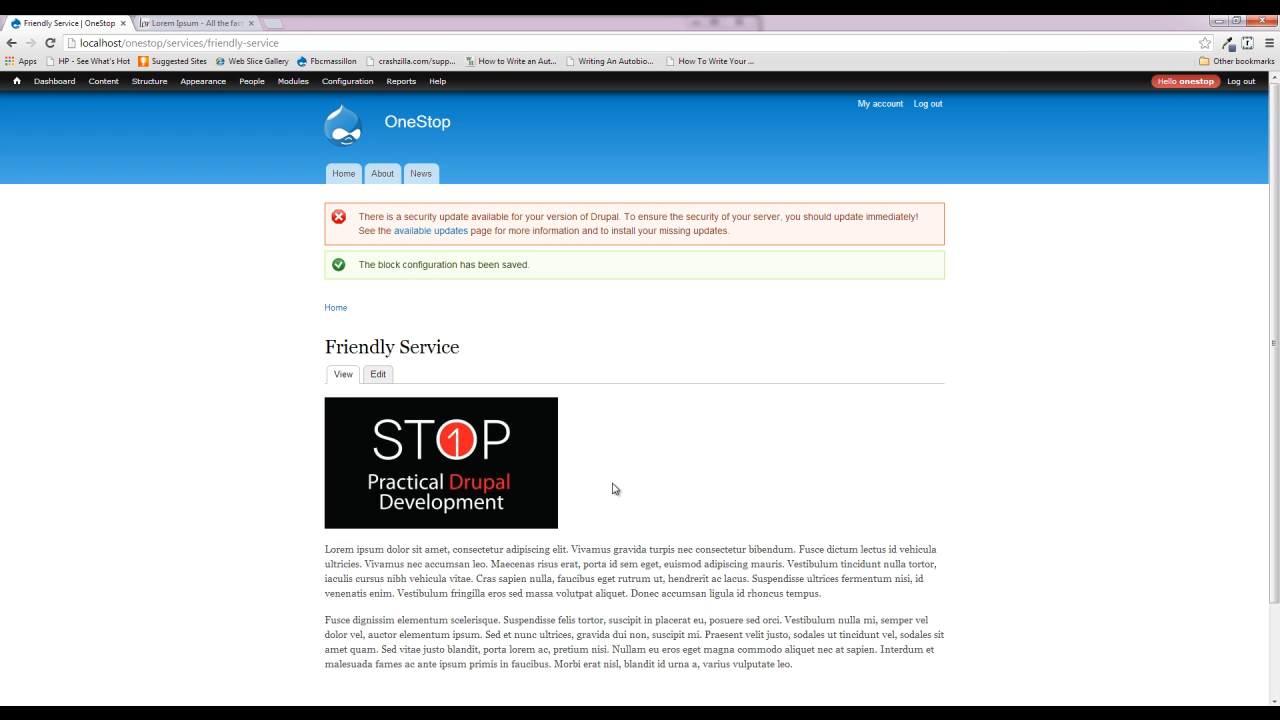 Friendly Service | OneStop
Lorem Ipsum - All the fac
localhost/onestop/services/friendly-service
Apps
HP - See What's Hot
Suggested Sites
Web Slice Gallery
Fbcmassillon
crashzilla.com/supp...
How to Write an Aut...
Writing An Autobio...
How To Write Your ...
Other bookmarks
Dashboard
Content
Structure
Appearance
People
Modules
Configuration
Reports
Help
Hello onestop
Log out
My account
Log out
OneStop
Home
About
News
There is a security update available for your version of Drupal. To ensure the security of your server, you should update immediately!
See the available updates page for more information and to install your missing updates.
The block configuration has been saved.
Home
Friendly Service
View
Edit
ST1P
Practical Drupal
Development
Lorem ipsum dolor sit amet, consectetur adipiscing elit. Vivamus gravida turpis nec consectetur bibendum. Fusce dictum lectus id vehicula
ultricies. Vivamus nec accumsan leo. Maecenas risus erat, porta id sem eget, euismod adipiscing mauris. Vestibulum tincidunt nulla tortor,
iaculis cursus nibh vehicula vitae. Cras sapien nulla, faucibus eget rutrum ut, hendrerit ac lacus. Suspendisse ultrices fermentum nisi, id
venenatis enim. Vestibulum fringilla eros sed massa volutpat aliquet. Donec accumsan ligula id rhoncus tempus.
Fusce dignissim elementum scelerisque. Suspendisse felis tortor, suscipit in placerat eu, posuere sed orci. Vestibulum nulla mi, semper vel
dolor vel, auctor elementum ipsum. Sed et nunc ultrices, gravida dui non, suscipit mi. Praesent velit justo, sodales ut tincidunt vel, sodales sit
amet quam. Sed vitae justo blandit, porta lorem ac, pretium nisi. Nullam eu eros eget magna commodo aliquet nec at sapien. Interdum et
malesuada fames ac ante ipsum primis in faucibus. Morbi erat nisl, blandit id urna a, varius vulputate leo.